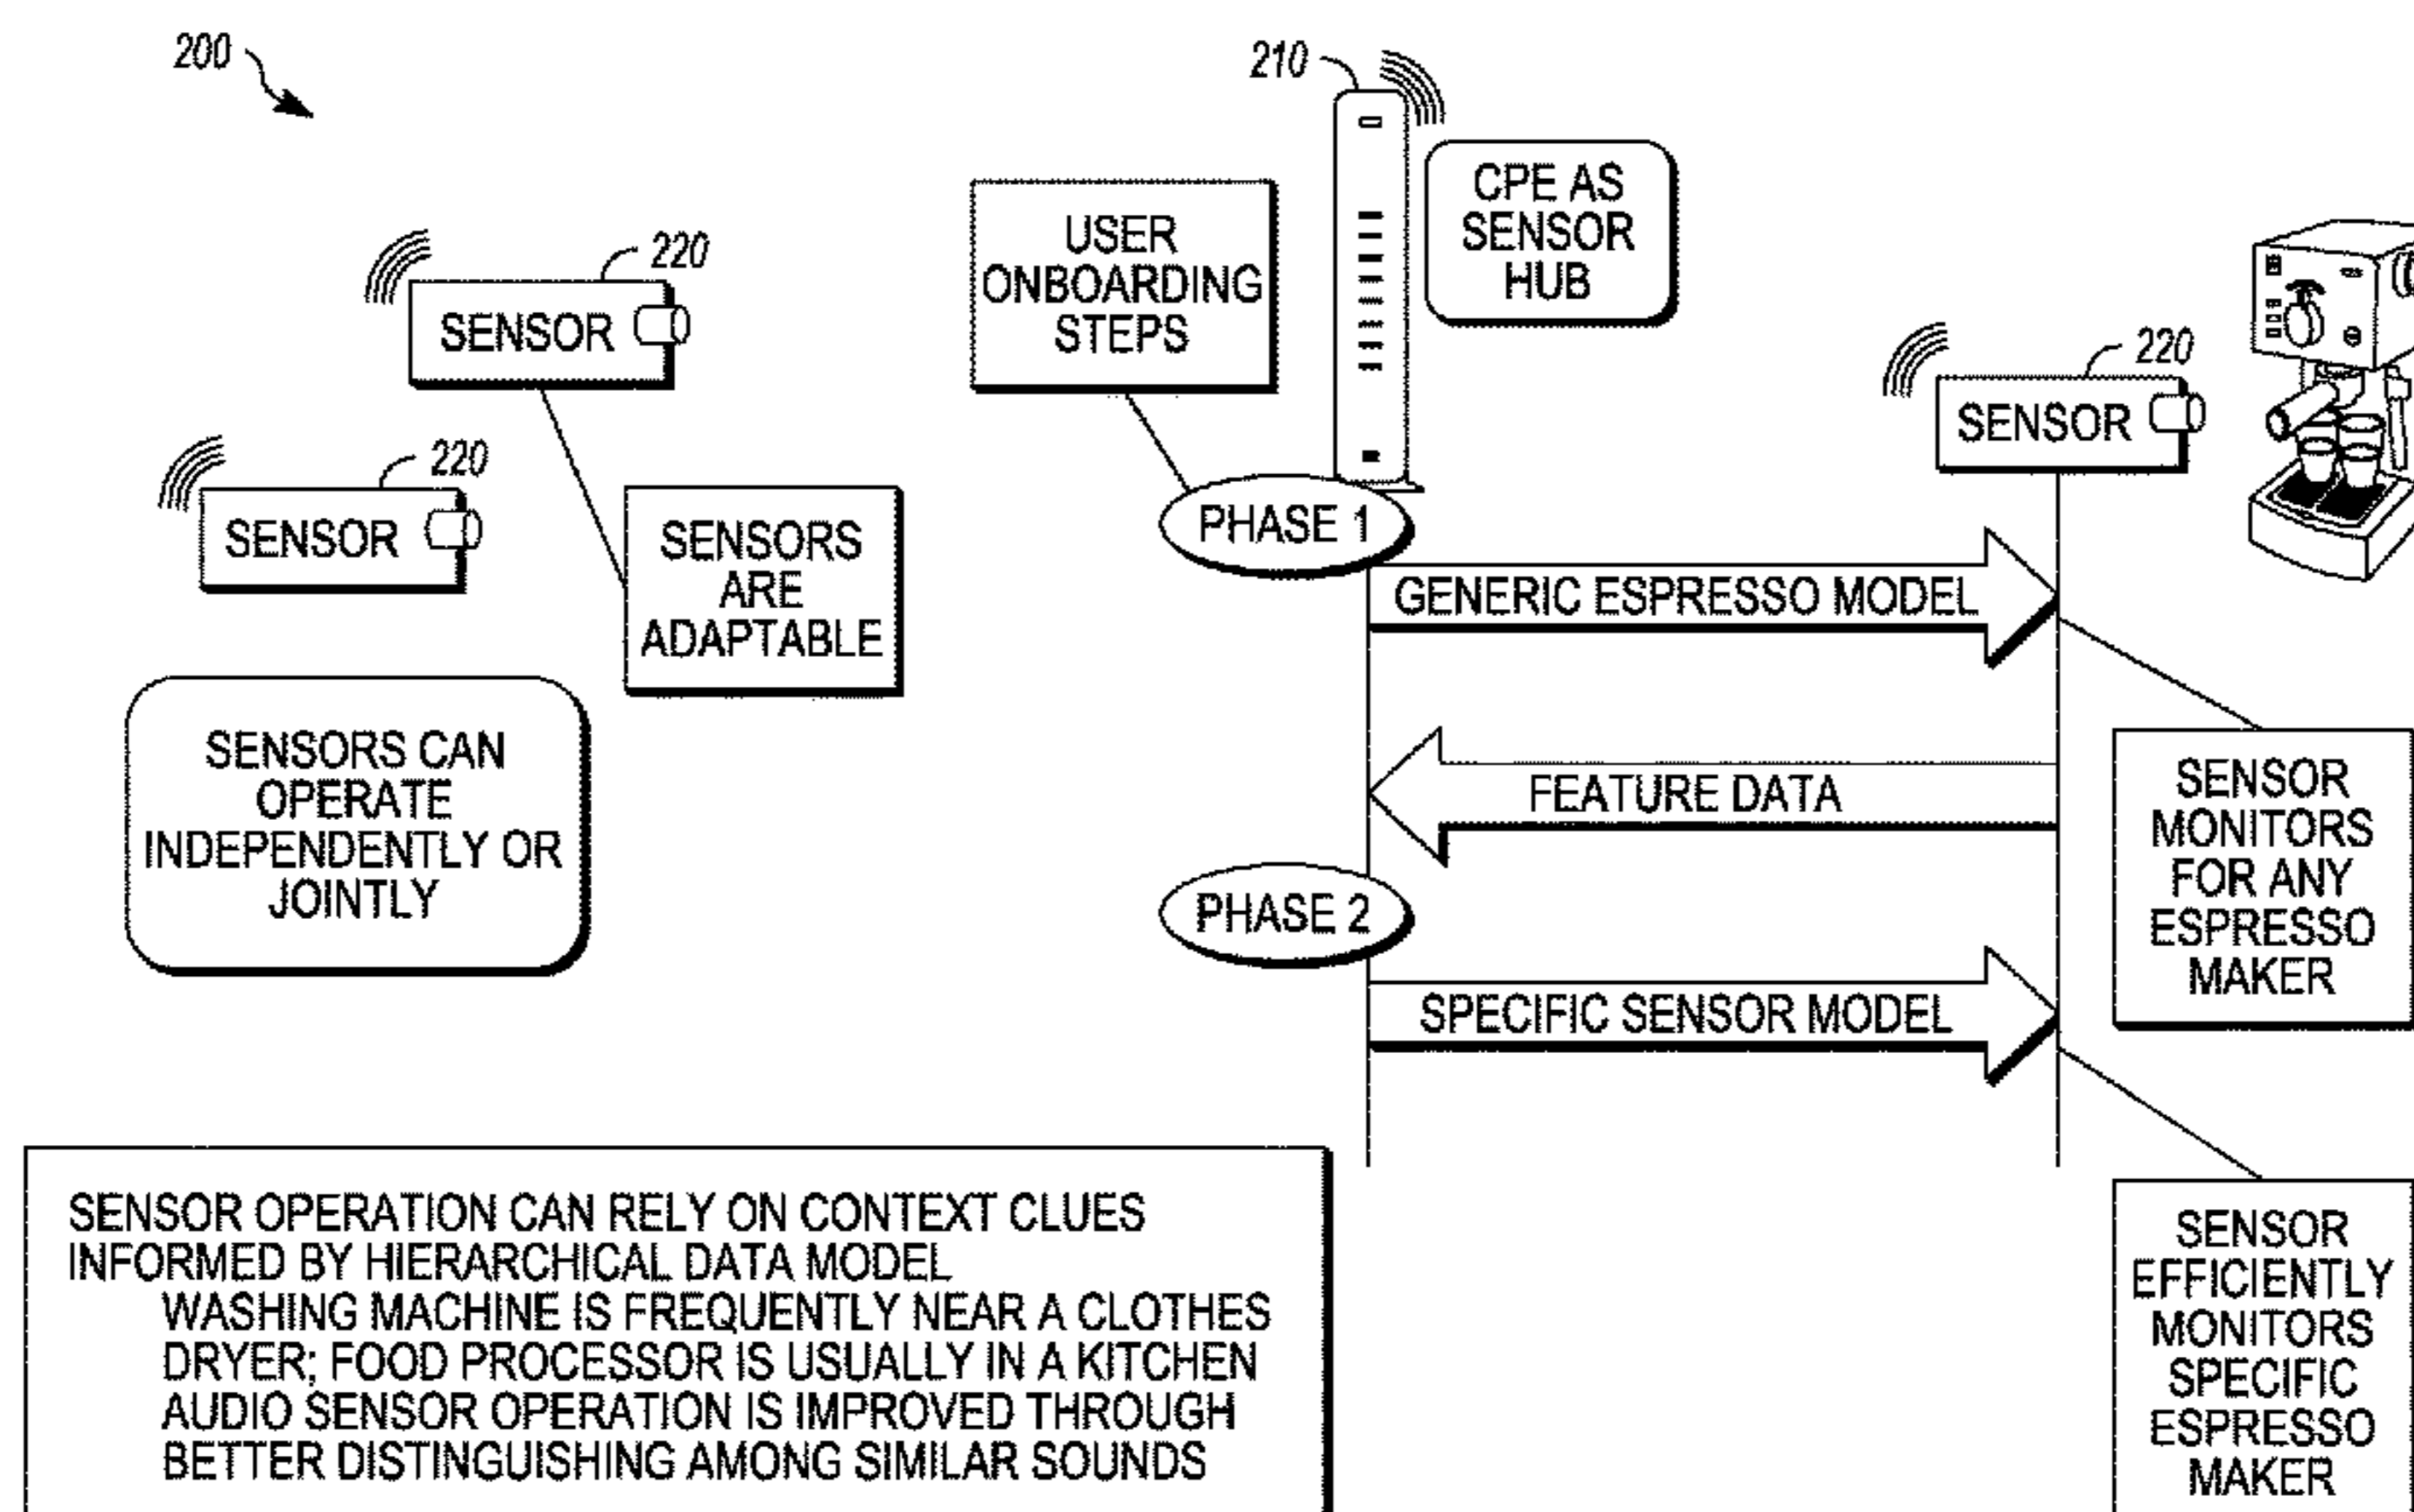 200
210
CPE AS
SENSOR
HUB
USER
ONBOARDING
STEPS
220
SENSOR
220
SENSOR
220
SENSOR
SENSORS
ARE
ADAPTABLE
SENSORS CAN
OPERATE
INDEPENDENTLY OR
JOINTLY
PHASE 1
GENERIC ESPRESSO MODEL
FEATURE DATA
SENSOR
MONITORS
FOR ANY
ESPRESSO
MAKER
PHASE 2
SPECIFIC SENSOR MODEL
SENSOR
EFFICIENTLY
MONITORS
SPECIFIC
ESPRESSO
MAKER
SENSOR OPERATION CAN RELY ON CONTEXT CLUES
INFORMED BY HIERARCHICAL DATA MODEL
WASHING MACHINE IS FREQUENTLY NEAR A CLOTHES
DRYER; FOOD PROCESSOR IS USUALLY IN A KITCHEN
AUDIO SENSOR OPERATION IS IMPROVED THROUGH
BETTER DISTINGUISHING AMONG SIMILAR SOUNDS